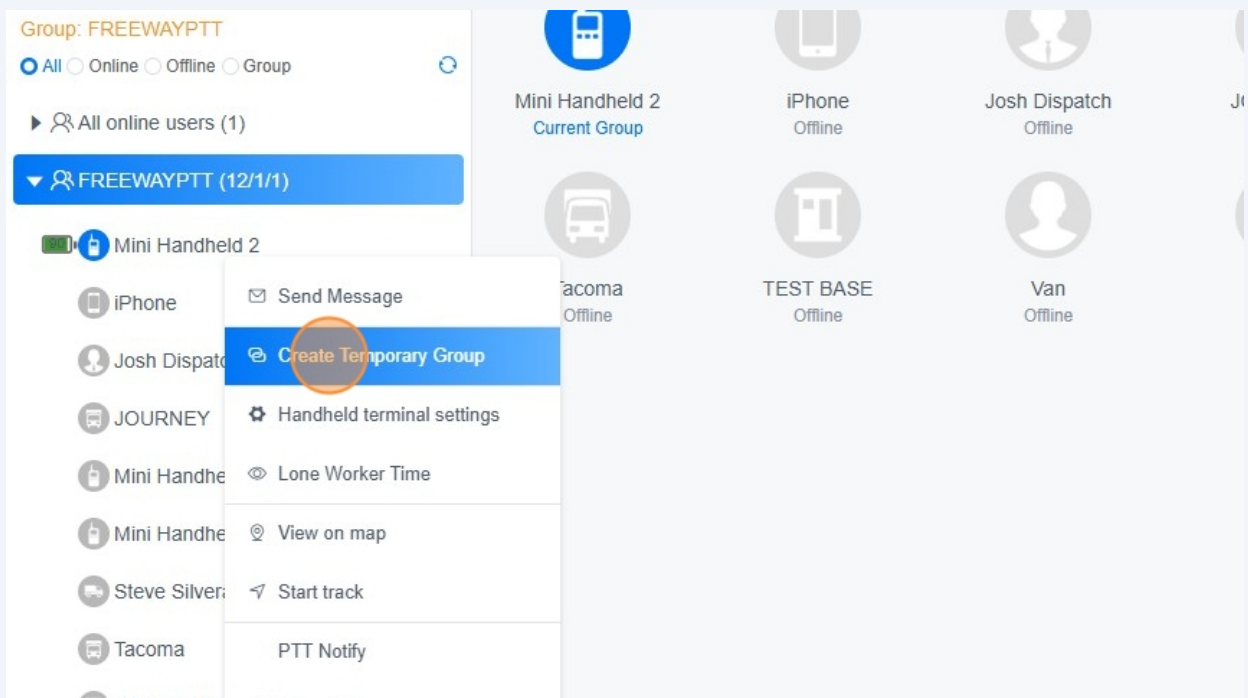 Group: FREEWAYPTT
All Online Offline Group
All online users (1)
FREEWAYPTT (12/1/1)
90
Mini Handheld 2
iPhone
Josh Dispatc
JOURNEY
Mini Handhe
Mini Handhe
Steve Silvera
Tacoma
Send Message
Create Temporary Group
Handheld terminal settings
Lone Worker Time
View on map
Start track
PTT Notify
Mini Handheld 2
Current Group
iPhone
Offline
Josh Dispatch
Offline
Tacoma
Offline
TEST BASE
Offline
Van
Offline